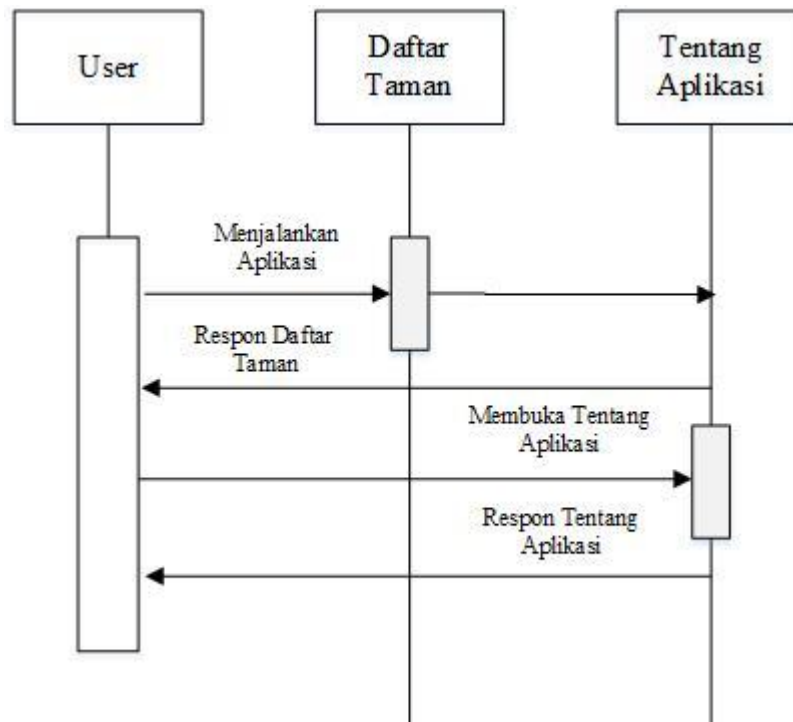 User
Daftar
Taman
Tentang
Aplikasi
Menjalankan
Aplikasi
Respon Daftar
Taman
Membuka Tentang
Aplikasi
Respon Tentang
Aplikasi